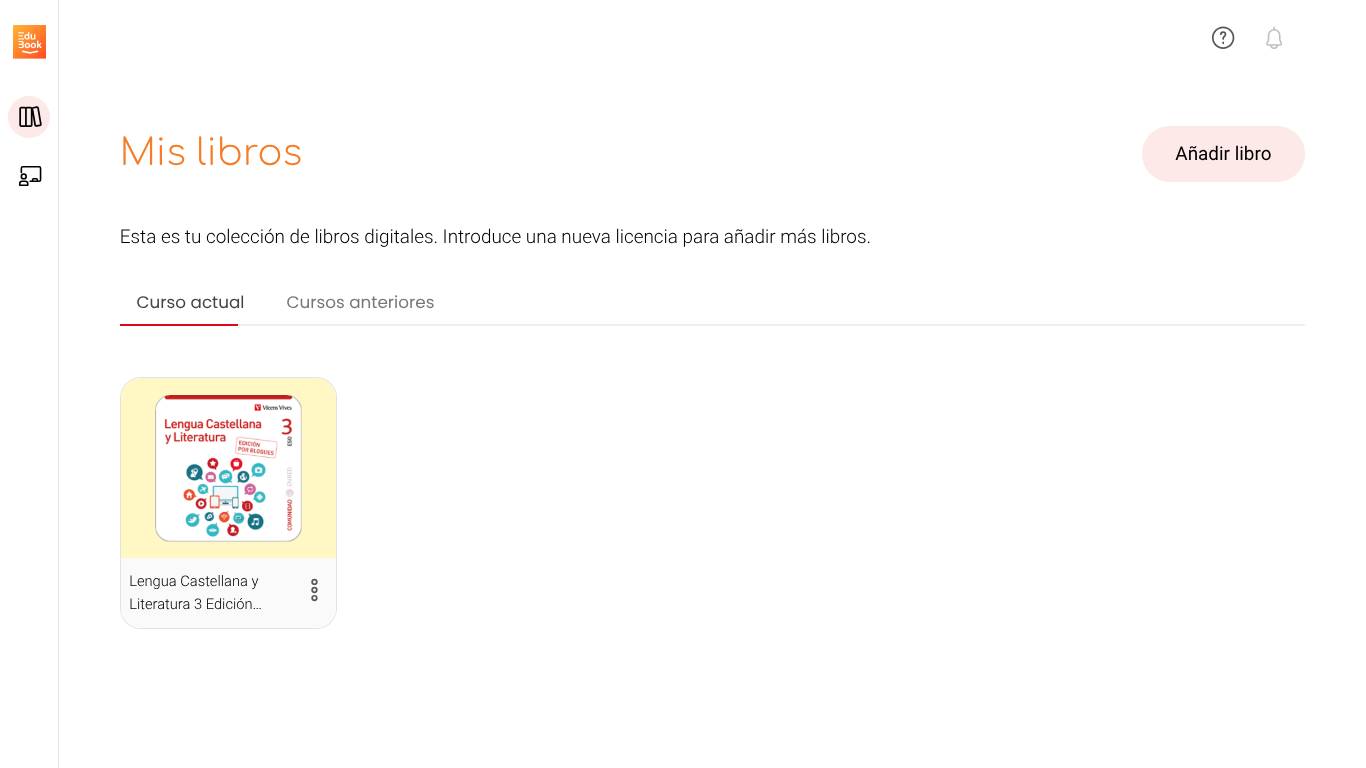 Edu
Book
Mis libros
Añadir libro
Esta es tu colección de libros digitales. Introduce una nueva licencia para añadir más libros.
Curso actual
Cursos anteriores
Vicens Vives
Lengua Castellana
y Literatura
3
ESO
EDICIÓN
POR BLOQUES
COMUNIDAD
Lengua Castellana y
Literatura 3 Edición...